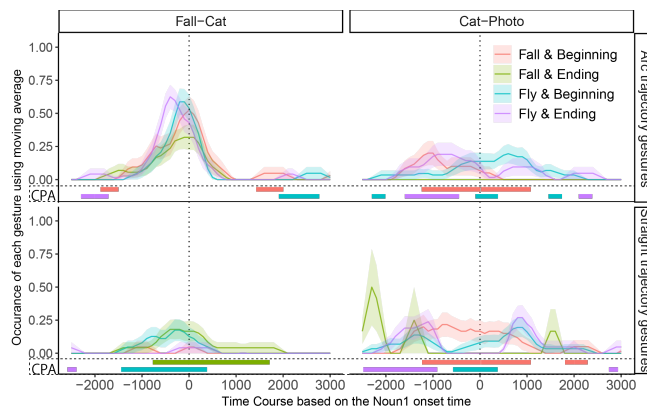 Fall−Cat
Cat−Photo
Occurance of each gesture using moving average
1.00
0.75
0.50
0.25
0.00
CPA
Fall & Beginning
Fall & Ending
Fly & Beginning
Fly & Ending
Arc trajectory gestures
1.00
0.75
0.50
0.25
0.00
CPA
Straight trajectory gestures
−2000 −1000 0 1000 2000 3000
−2000 −1000 0 1000 2000 3000
Time Course based on the Noun1 onset time